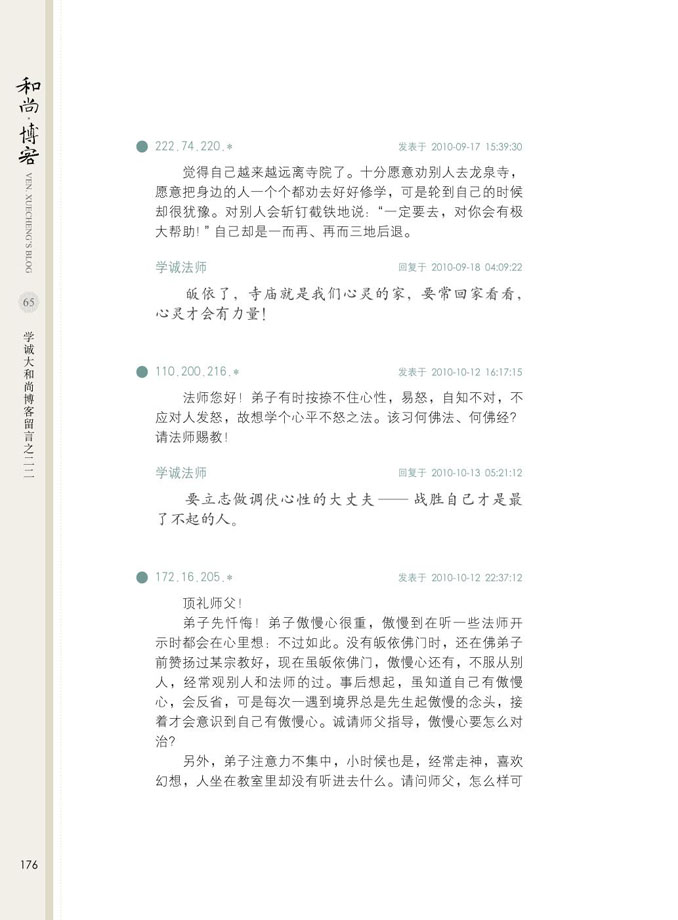 和尚·博客
VEN. XUECHENG'S BLOG
65
学诚大和尚博客留言之二二
222.74.220.* 发表于 2010-09-17 15:39:30
觉得自己越来越远离寺院了。十分愿意劝别人去龙泉寺，
愿意把身边的人一个个都劝去好好修学，可是轮到自己的时候
却很犹豫。对别人会斩钉截铁地说：“一定要去，对你会有极
大帮助！”自己却是一而再、再而三地后退。
学诚法师 回复于 2010-09-18 04:09:22
皈依了，寺庙就是我们心灵的家，要常回家看看，
心灵才会有力量！
110.200.216.* 发表于 2010-10-12 16:17:15
法师您好！弟子有时按捺不住心性，易怒，自知不对，不
应对人发怒，故想学个心平不怒之法。该习何佛法、何佛经？
请法师赐教！
学诚法师 回复于 2010-10-13 05:21:12
要立志做调伏心性的大丈夫——战胜自己才是最
了不起的人。
172.16.205.* 发表于 2010-10-12 22:37:12
顶礼师父！
弟子先忏悔！弟子傲慢心很重，傲慢到在听一些法师开
示时都会在心里想：不过如此。没有皈依佛门时，还在佛弟子
前赞扬过某宗教好，现在虽皈依佛门，傲慢心还有，不服从别
人，经常观别人和法师的过。事后想起，虽知道自己有傲慢
心，会反省，可是每次一遇到境界总是先生起傲慢的念头，接
着才会意识到自己有傲慢心。诚请师父指导，傲慢心要怎么对
治？
另外，弟子注意力不集中，小时候也是，经常走神，喜欢
幻想，人坐在教室里却没有听进去什么。请问师父，怎么样可
176